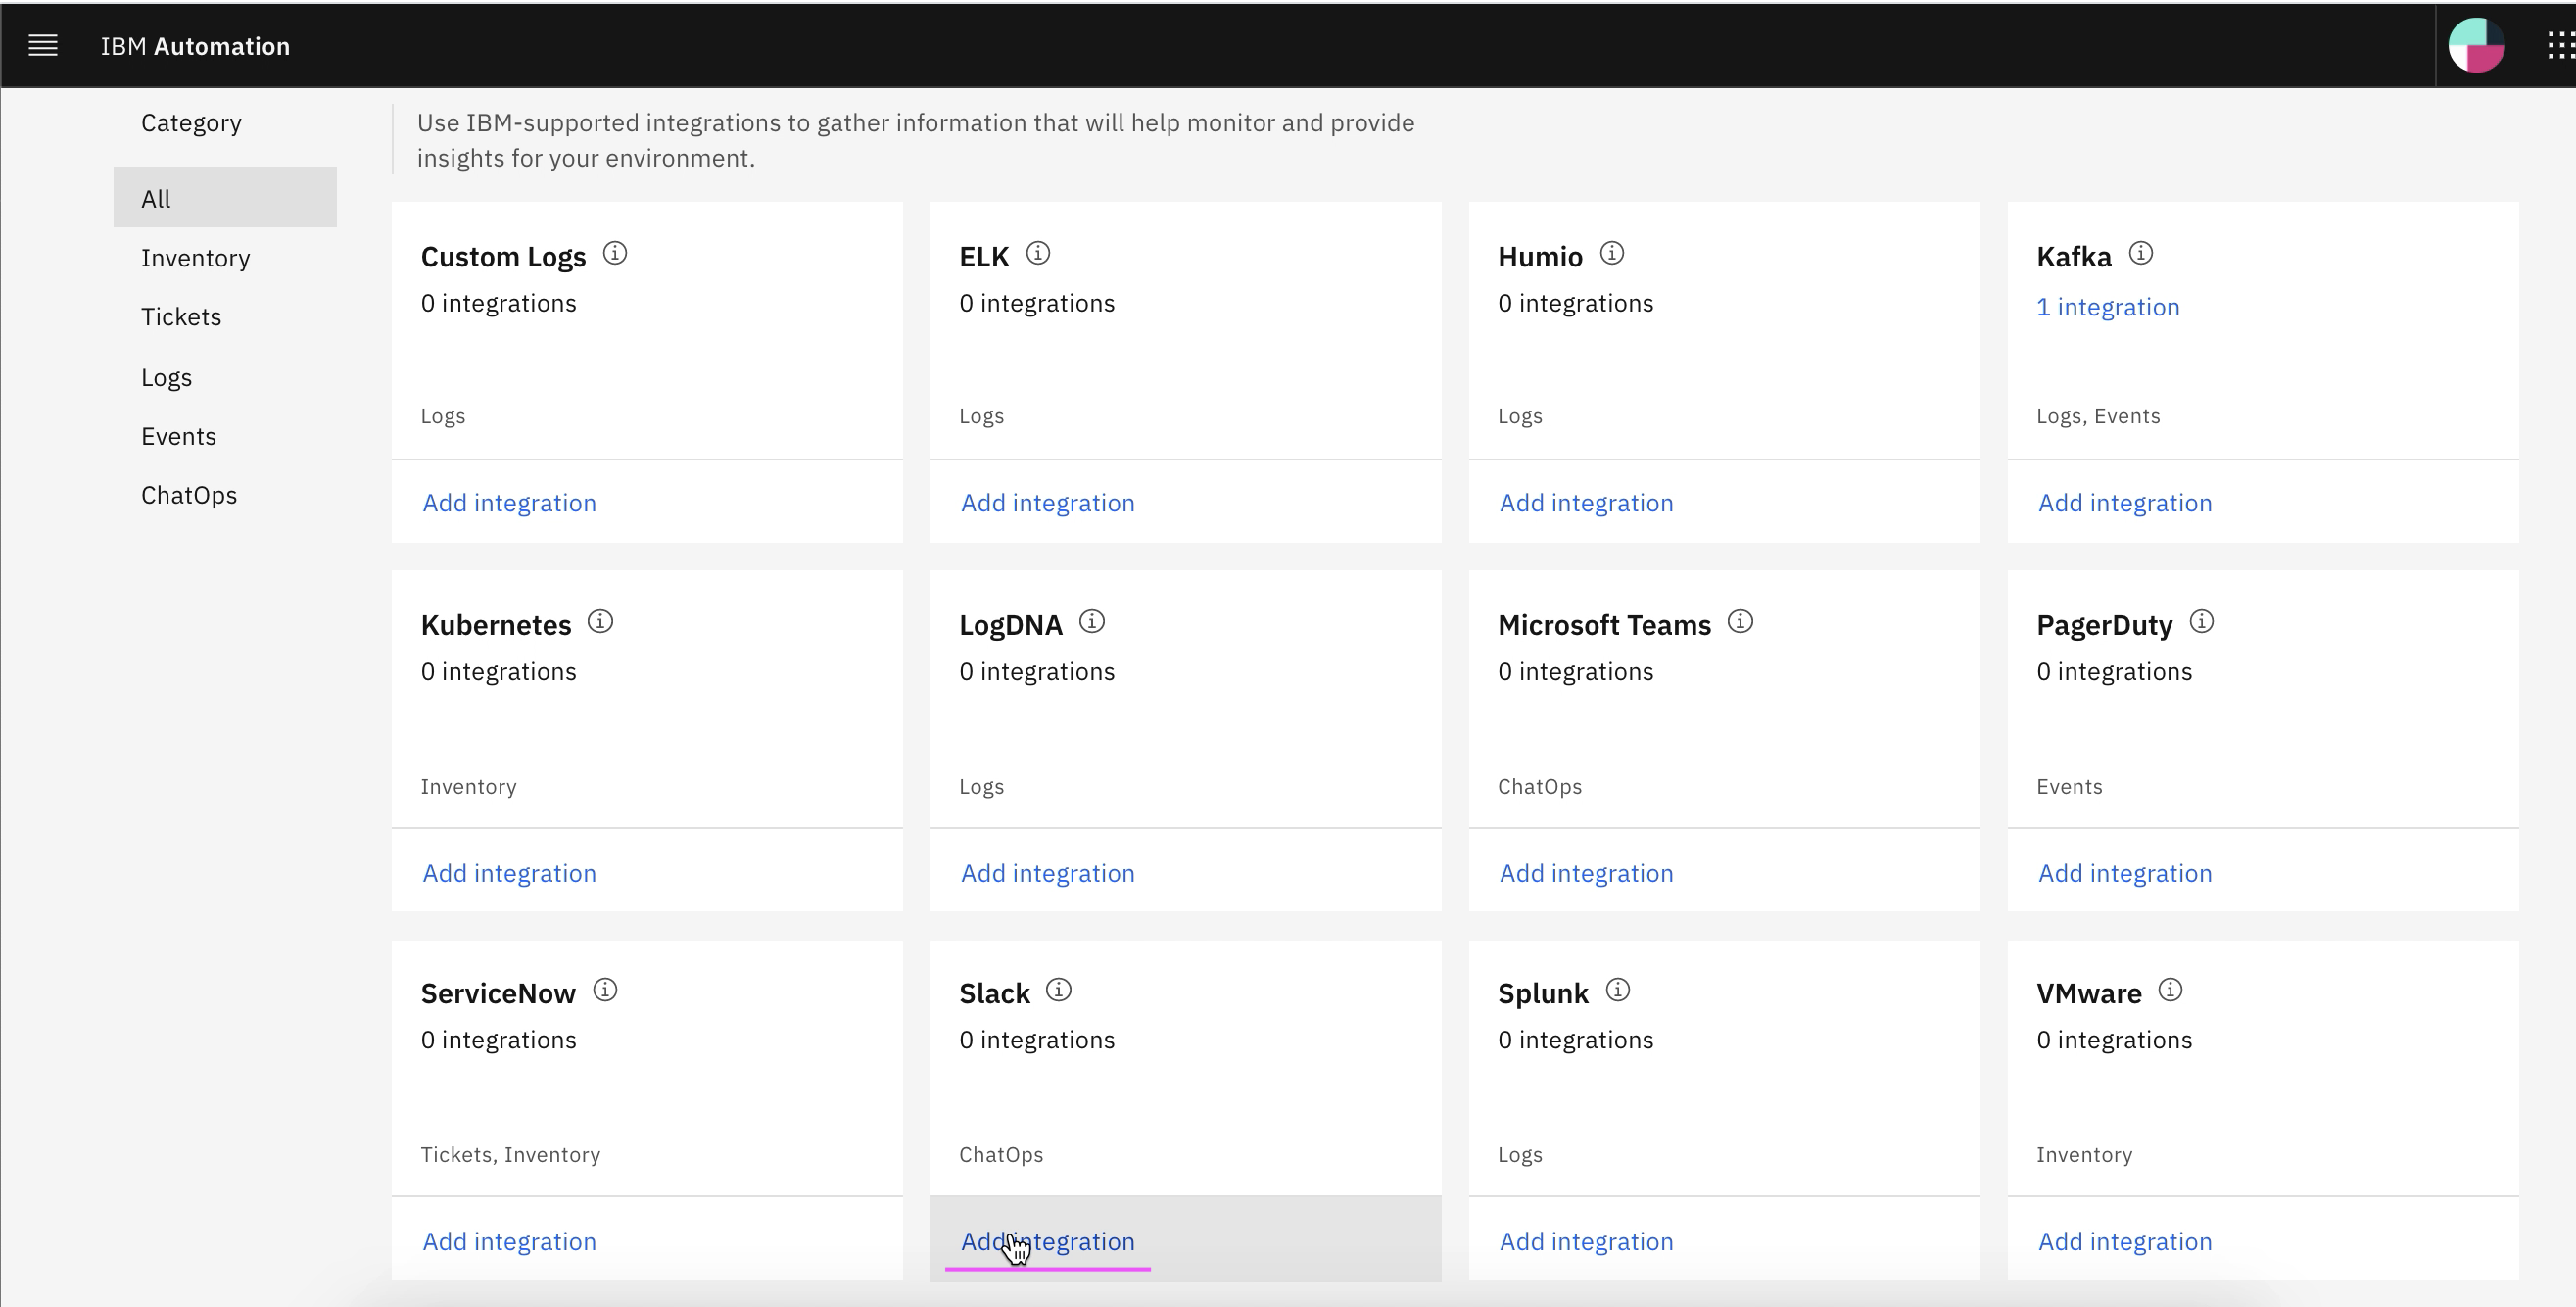 IBM Automation
Category
All
Inventory
Tickets
Logs
Events
ChatOps
Use IBM-supported integrations to gather information that will help monitor and provide
insights for your environment.
Custom Logs
0 integrations
Logs
Add integration
ELK
0 integrations
Logs
Add integration
Humio
0 integrations
Logs
Add integration
Kafka
1 integration
Logs, Events
Add integration
Kubernetes
0 integrations
Inventory
Add integration
LogDNA
0 integrations
Logs
Add integration
Microsoft Teams
0 integrations
ChatOps
Add integration
PagerDuty
0 integrations
Events
Add integration
ServiceNow
0 integrations
Tickets, Inventory
Add integration
Slack
0 integrations
ChatOps
Add integration
Splunk
0 integrations
Logs
Add integration
VMware
0 integrations
Inventory
Add integration